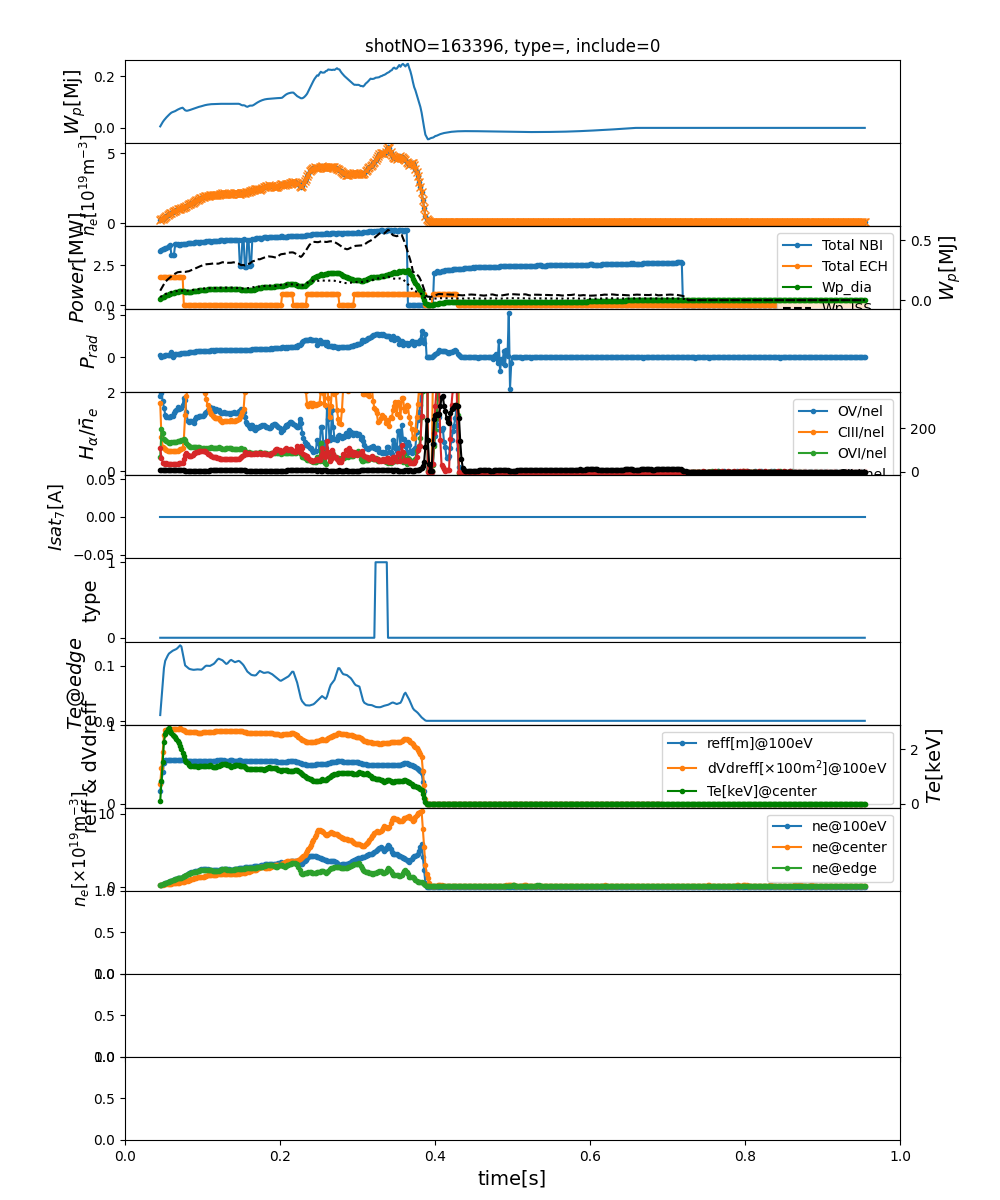 shotNO=163396, type=, include=0
W_p[MJ]
0.2
0.0
n_e[10^19 m^-3]
5
0
Power[MW]
2.5
0.0
Total NBI
Total ECH
Wp_dia
0.5
0.0
W_p[MJ]
P_rad
0
H_α/n̄_e
2
0
OV/nel
CIII/nel
OVI/nel
200
0
Isat_7[A]
0.05
0.00
−0.05
type
1
0
Te@edge
0.1
0.0
reff & dVdreff
1
0
reff[m]@100eV
dVdreff[×100m^2]@100eV
Te[keV]@center
2
0
Te[keV]
n_e[×10^19 m^-3]
10
0
ne@100eV
ne@center
ne@edge
1.0
0.5
0.0
1.0
0.5
0.0
1.0
0.5
0.0
0.0
0.2
0.4
0.6
0.8
1.0
time[s]